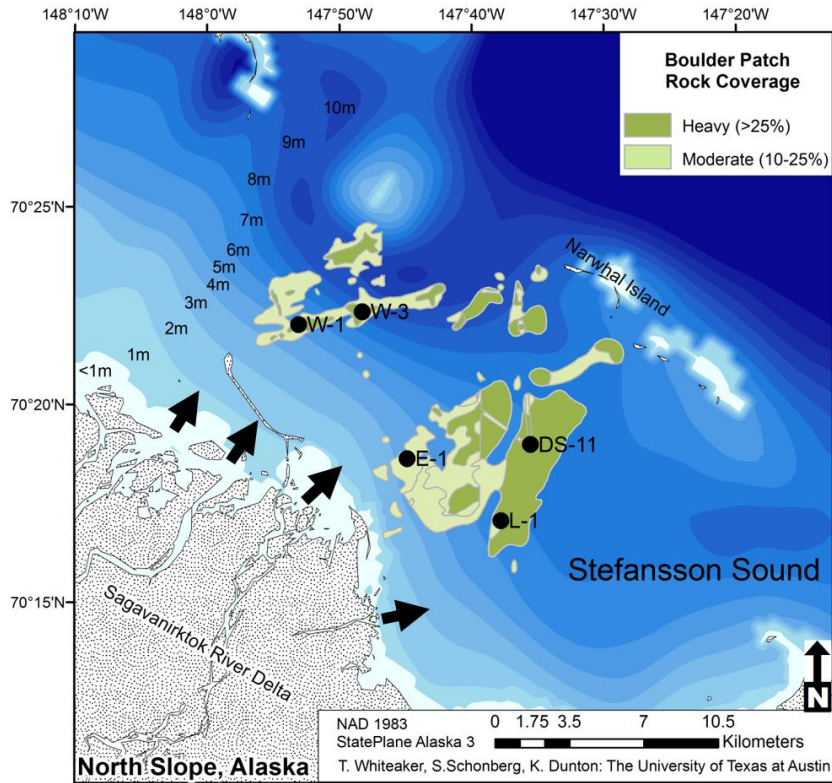 148°10'W
148°0'W
147°50'W
147°40'W
147°30'W
147°20'W
Boulder Patch
Rock Coverage
Heavy (>25%)
Moderate (10-25%)
10m
9m
8m
7m
6m
5m
4m
3m
2m
1m
<1m
70°25'N
70°20'N
70°15'N
Narwhal Island
W-1
W-3
E-1
DS-11
L-1
Stefansson Sound
Sagavanirktok River Delta
N
NAD 1983
StatePlane Alaska 3
0 1.75 3.5 7 10.5
Kilometers
T. Whiteaker, S.Schonberg, K. Dunton: The University of Texas at Austin
North Slope, Alaska